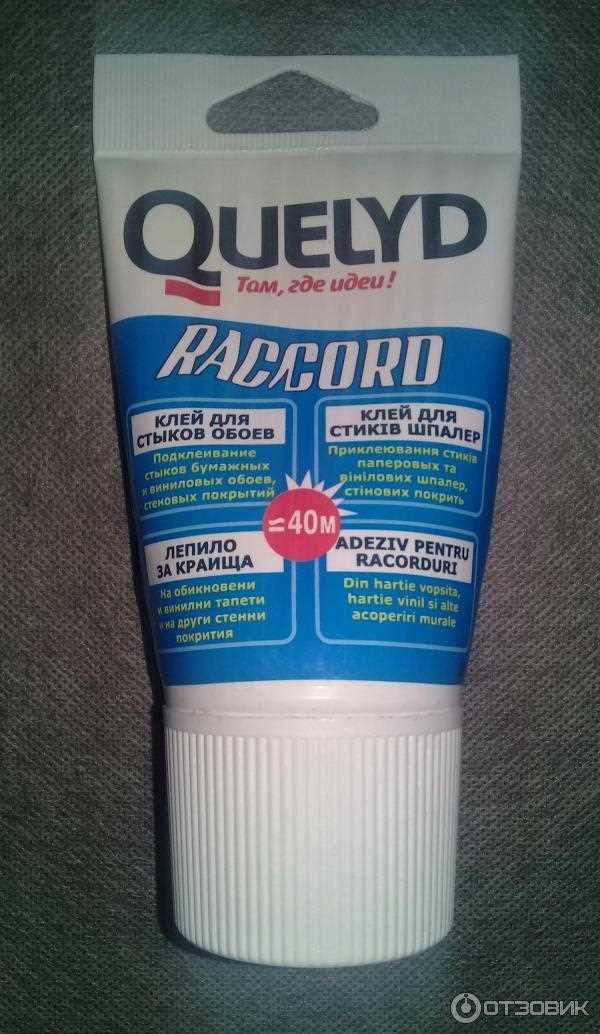 QUELYD
Там, где идеи!
RACCORD
КЛЕЙ ДЛЯ
СТЫКОВ ОБОЕВ
Подклеивание
стыков бумажных
и виниловых обоев,
стеновых покрытий
КЛЕЙ ДЛЯ
СТИКІВ ШПАЛЕР
Приклеювання стиків
паперових та
вінілових шпалер,
стінових покрить
≃40м
ЛЕПИЛО
ЗА КРАИЩА
На обикновени
и винилни тапети
и на други стенни
покрития
ADEZIV PENTRU
RACORDURI
Din hartie vopsita,
hartie vinil si alte
acoperiri murale
ОТЗОВИК